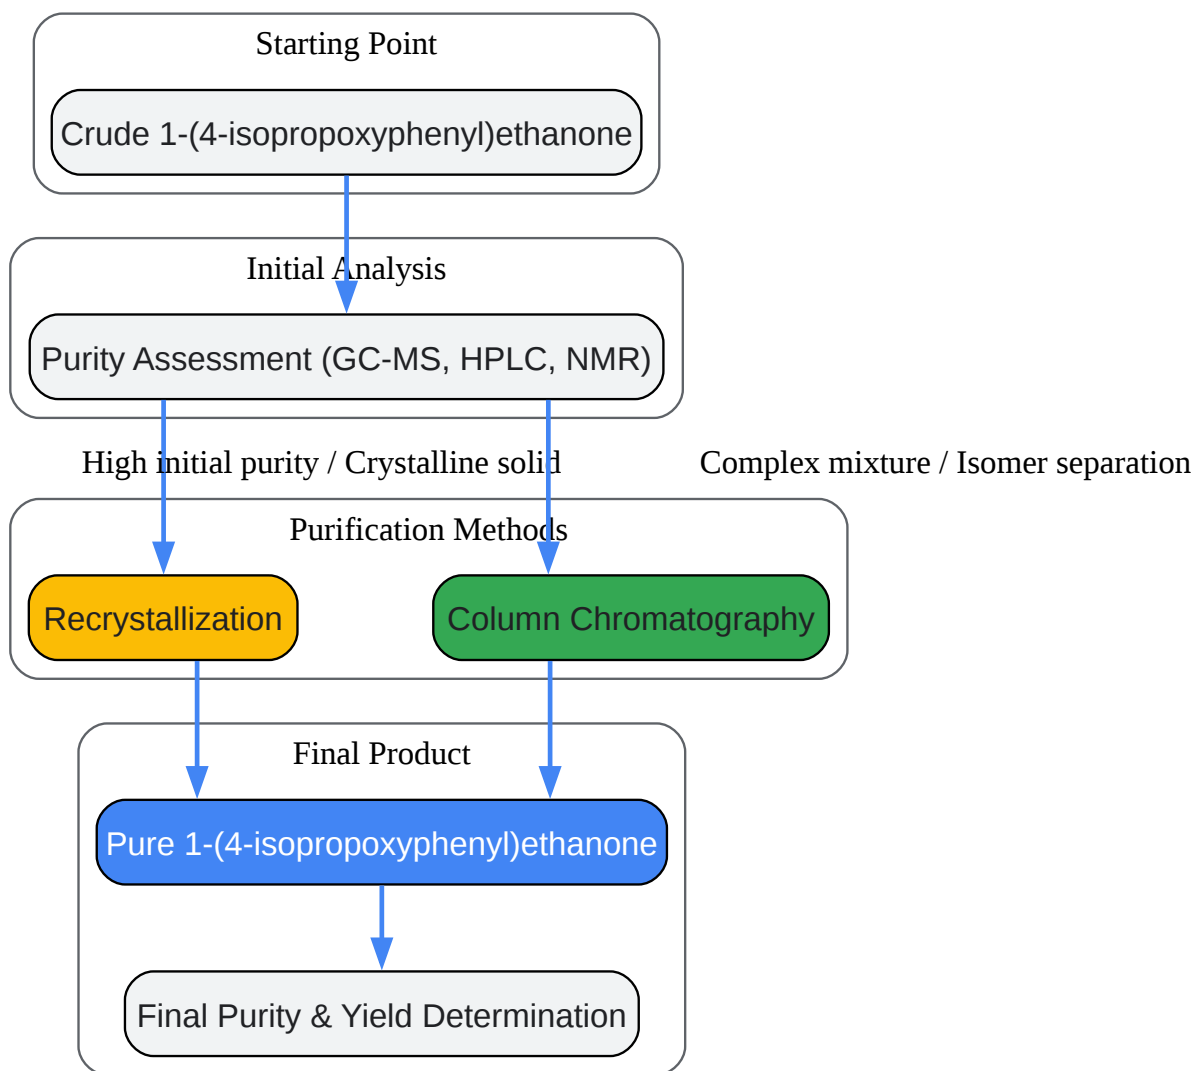 Starting Point
Crude 1-(4-isopropoxyphenyl)ethanone
Initial Analysis
Purity Assessment (GC-MS, HPLC, NMR)
High initial purity / Crystalline solid
Complex mixture / Isomer separation
Purification Methods
Recrystallization
Column Chromatography
Final Product
Pure 1-(4-isopropoxyphenyl)ethanone
Final Purity & Yield Determination